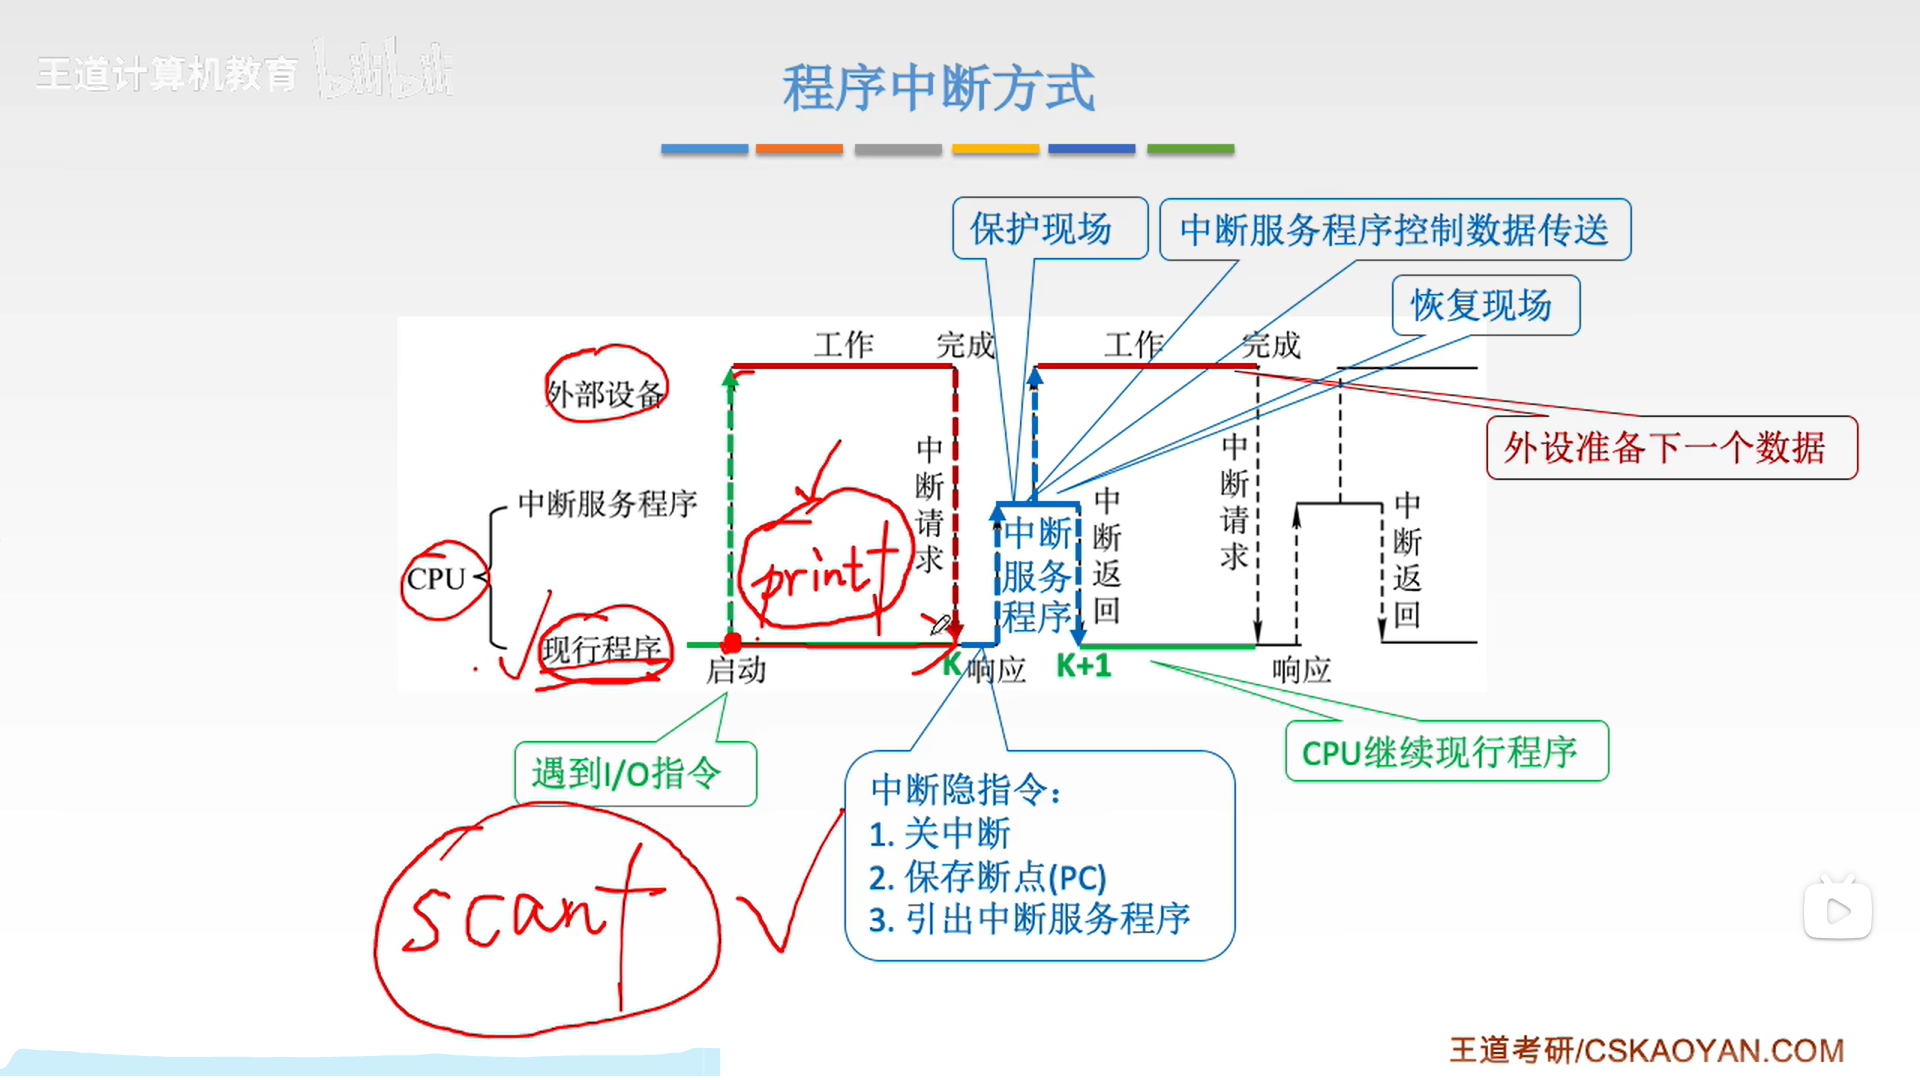 王道计算机教育 bilibili
程序中断方式
保护现场
中断服务程序控制数据传送
恢复现场
工作
完成
工作
完成
外部设备
外设准备下一个数据
中断请求
中断请求
中断服务程序
中断服务程序
中断返回
中断返回
printf
CPU
现行程序
启动
K
响应
K+1
响应
遇到I/O指令
CPU继续现行程序
中断隐指令：
1. 关中断
2. 保存断点(PC)
3. 引出中断服务程序
scanf
王道考研/CSKAOYAN.COM